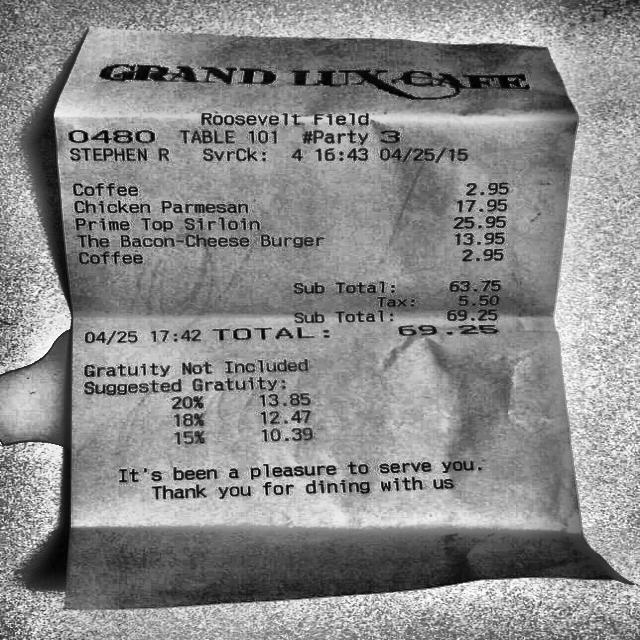 GRAND LUX CAFE
Roosevelt Field
0480 TABLE 101 #Party 3
STEPHEN R SvrCk: 4 16:43 04/25/15
Coffee 2.95
Chicken Parmesan 17.95
Prime Top Sirloin 25.95
The Bacon-Cheese Burger 13.95
Coffee 2.95
Sub Total: 63.75
Tax: 5.50
Sub Total: 69.25
04/25 17:42 TOTAL: 69.25
Gratuity Not Included
Suggested Gratuity:
20% 13.85
18% 12.47
15% 10.39
It's been a pleasure to serve you.
Thank you for dining with us